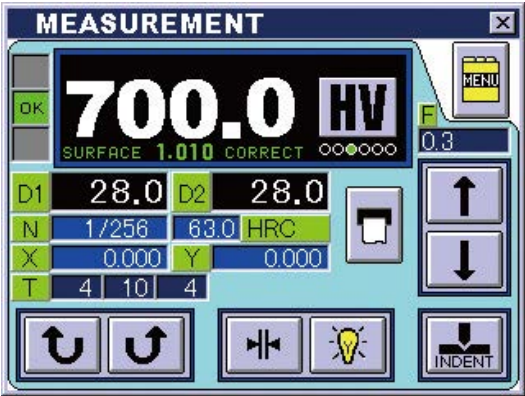 MEASUREMENT
MENU
OK
700.0 HV
SURFACE 1.010 CORRECT
F
0.3
D1 28.0 D2 28.0
N 1/256 63.0 HRC
X 0.000 Y 0.000
T 4 10 4
INDENT